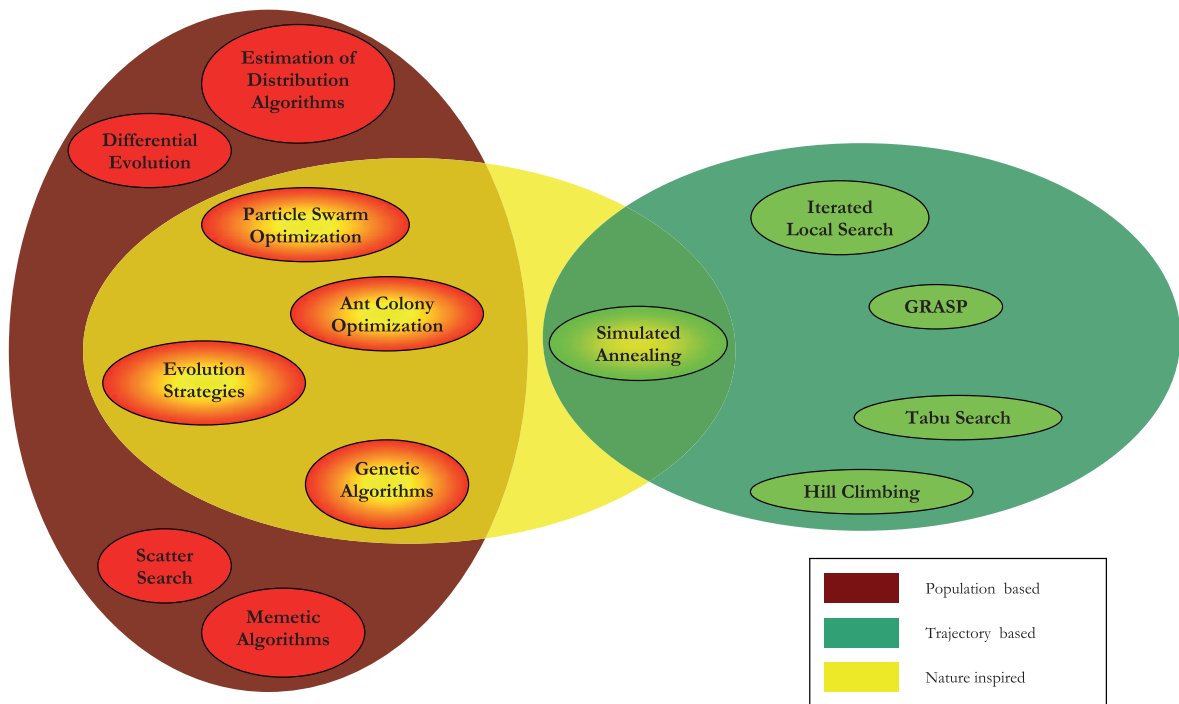 Estimation of
Distribution
Algorithms
Differential
Evolution
Particle Swarm
Optimization
Ant Colony
Optimization
Evolution
Strategies
Genetic
Algorithms
Scatter
Search
Memetic
Algorithms
Simulated
Annealing
Iterated
Local Search
GRASP
Tabu Search
Hill Climbing
Population based
Trajectory based
Nature inspired